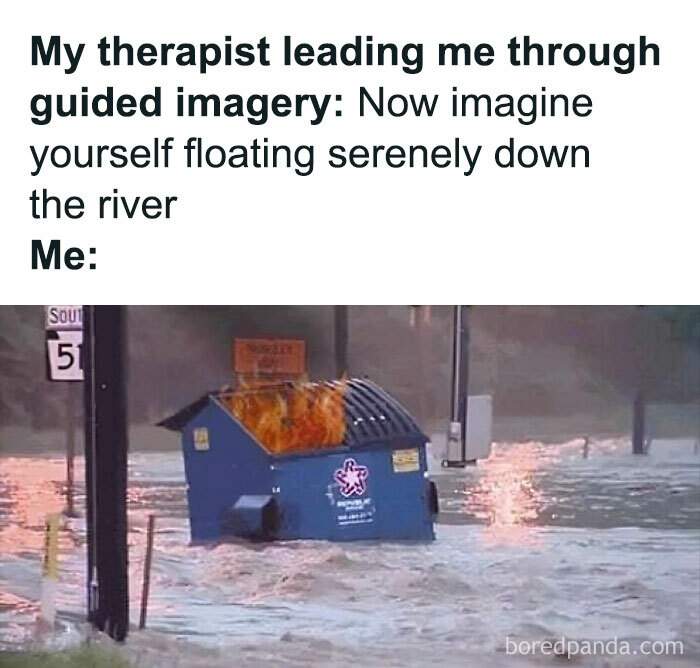 My therapist leading me through
guided imagery: Now imagine
yourself floating serenely down
the river
Me:
SOUT
51
boredpanda.com